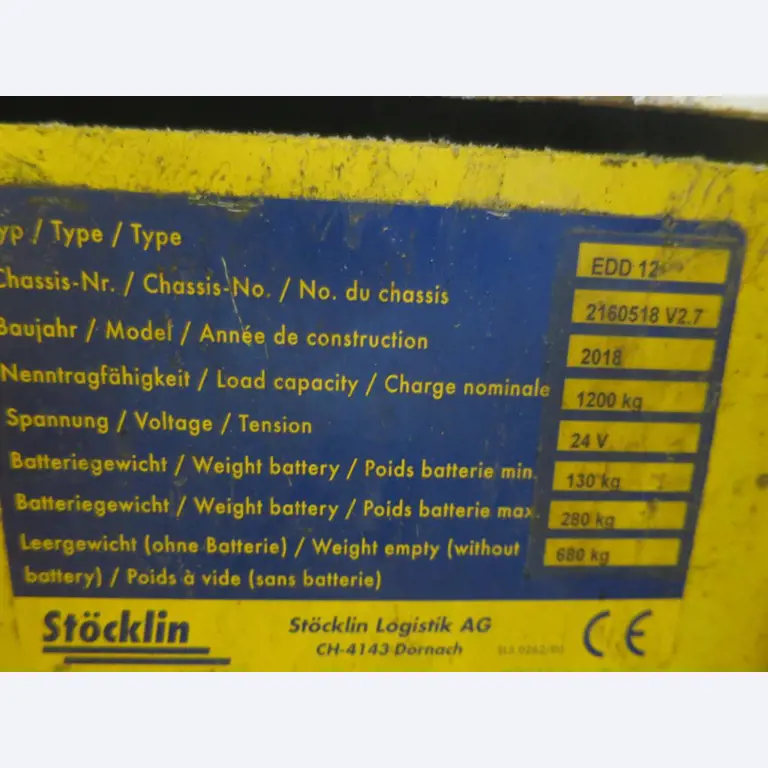 yp / Type / Type EDD 12
Chassis-Nr. / Chassis-No. / No. du chassis 2160518 V2.7
Baujahr / Model / Année de construction 2018
Nenntragfähigkeit / Load capacity / Charge nominale 1200 kg
Spannung / Voltage / Tension 24 V
Batteriegewicht / Weight battery / Poids batterie min. 130 kg
Batteriegewicht / Weight battery / Poids batterie max. 280 kg
Leergewicht (ohne Batterie) / Weight empty (without 680 kg
battery) / Poids à vide (sans batterie)
Stöcklin Stöcklin Logistik AG CE
CH-4143 Dornach